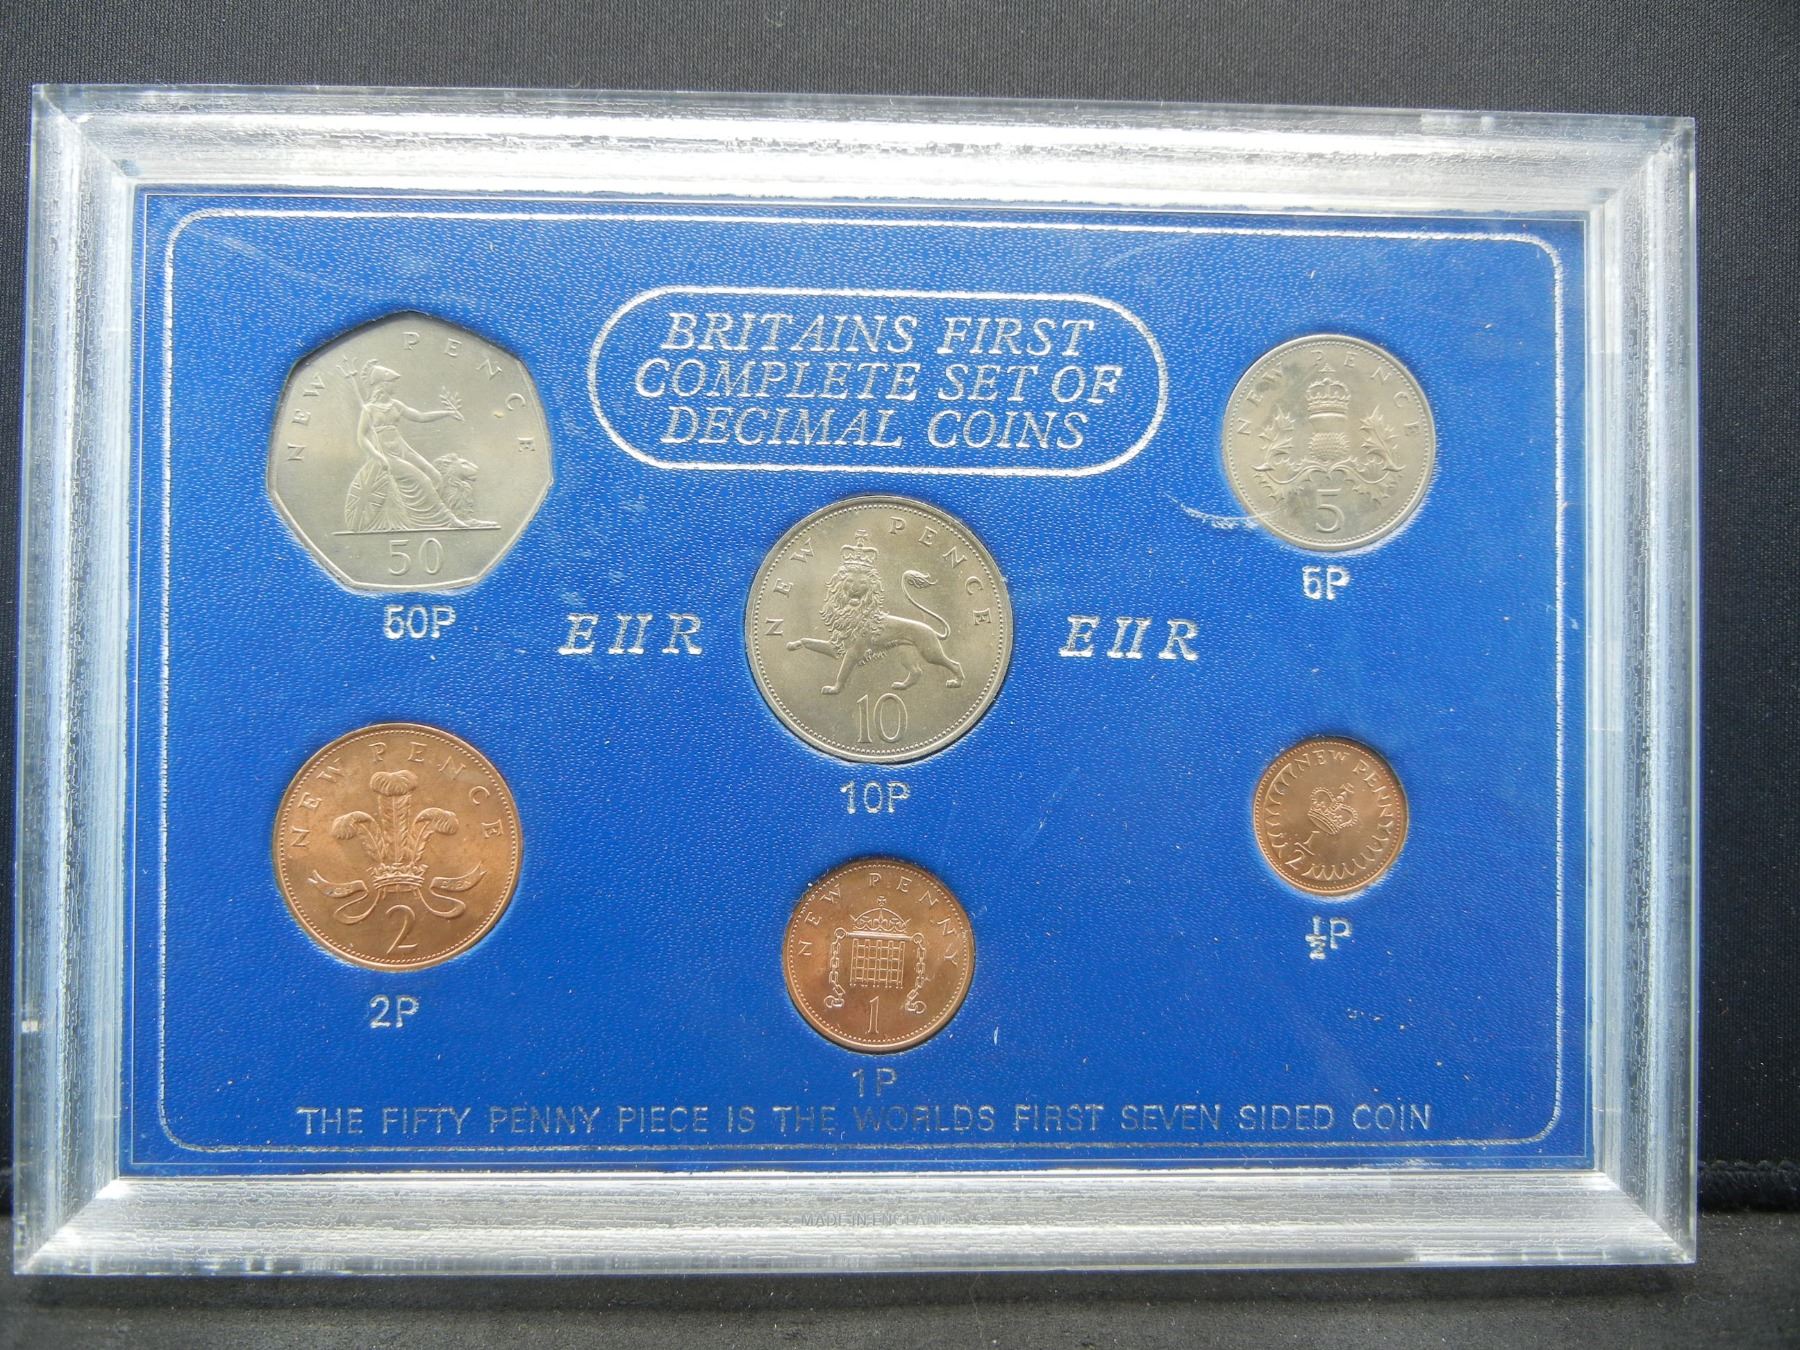 BRITAINS FIRST
COMPLETE SET OF
DECIMAL COINS
NEW PENCE
50
50P
NEW PENCE
5
5P
NEW PENCE
10
10P
E II R
E II R
NEW PENCE
2
2P
NEW PENNY
1
1P
NEW PENNY
1/2
½P
THE FIFTY PENNY PIECE IS THE WORLDS FIRST SEVEN SIDED COIN
MADE IN ENGLAND